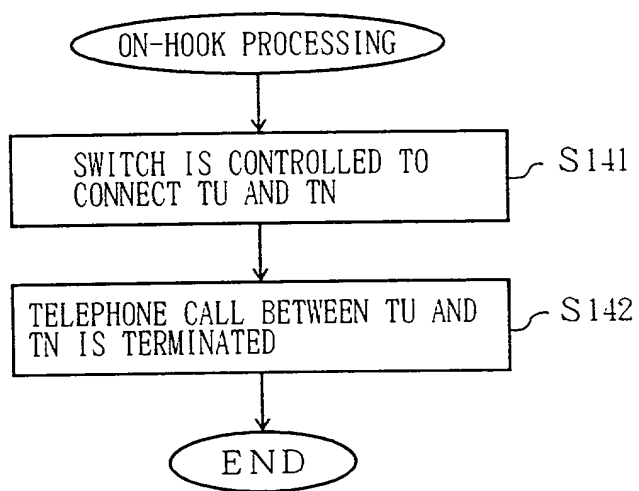 ON-HOOK PROCESSING
SWITCH IS CONTROLLED TO
CONNECT TU AND TN
S141
TELEPHONE CALL BETWEEN TU AND
TN IS TERMINATED
S142
END